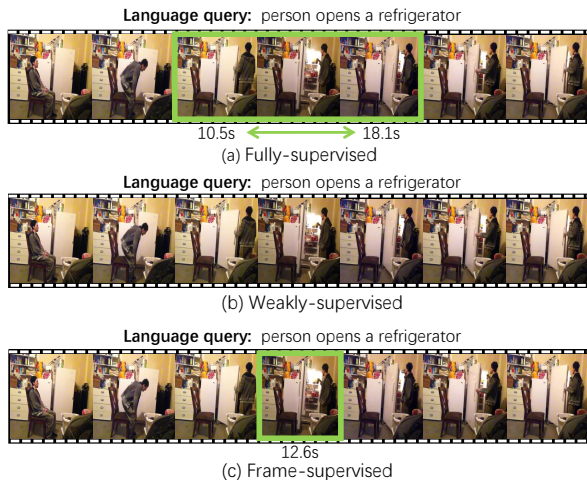 Language query: person opens a refrigerator
10.5s 18.1s
(a) Fully-supervised
Language query: person opens a refrigerator
(b) Weakly-supervised
Language query: person opens a refrigerator
12.6s
(c) Frame-supervised